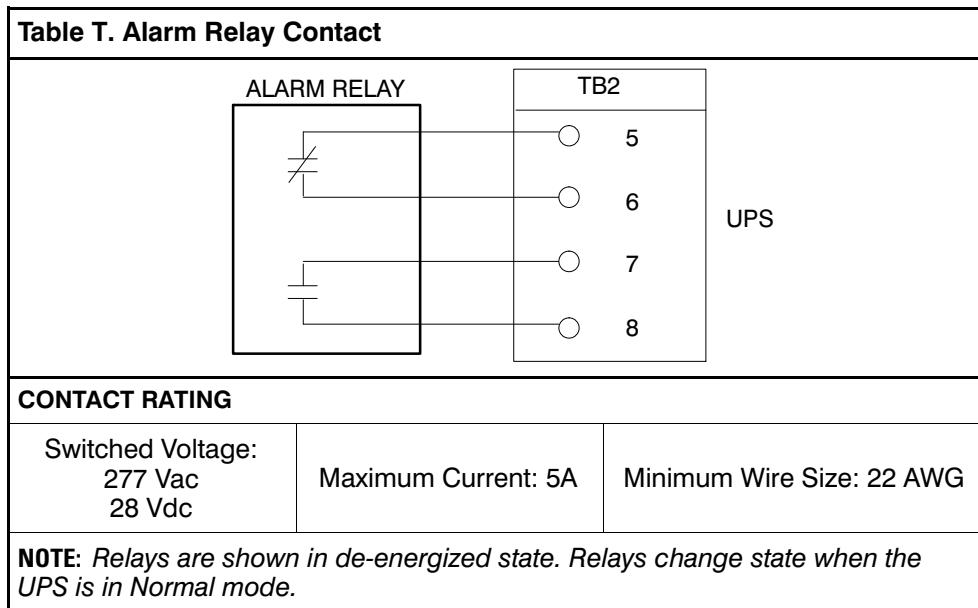 Table T. Alarm Relay Contact
ALARM RELAY
TB2
5
6
UPS
7
8
CONTACT RATING
Switched Voltage:
277 Vac
28 Vdc
Maximum Current: 5A
Minimum Wire Size: 22 AWG
NOTE: Relays are shown in de-energized state. Relays change state when the
UPS is in Normal mode.